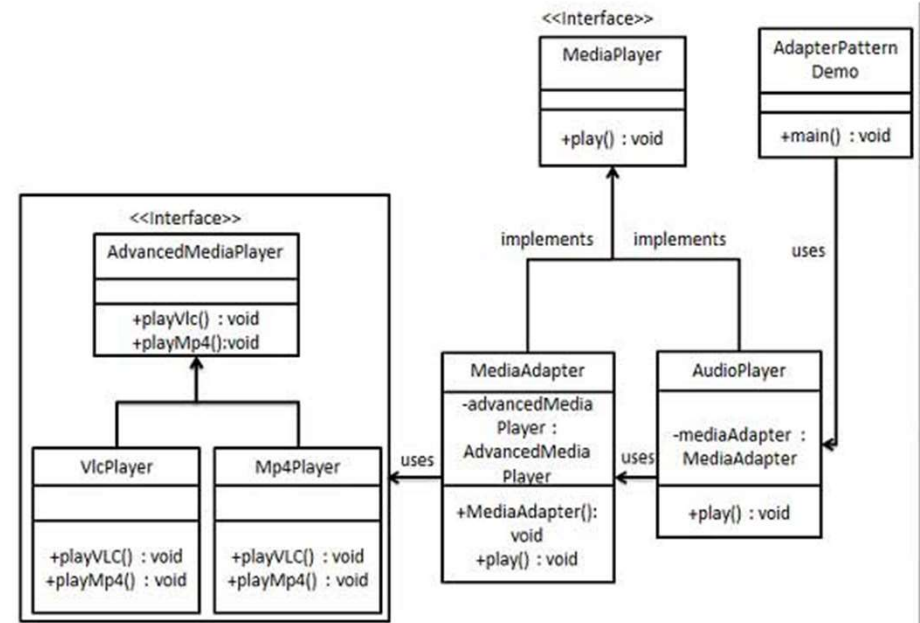 <<Interface>>
MediaPlayer
+play() : void
AdapterPattern
Demo
+main() : void
implements
implements
uses
<<Interface>>
AdvancedMediaPlayer
+playVlc() : void
+playMp4():void
VlcPlayer
+playVLC() : void
+playMp4() : void
Mp4Player
+playVLC() : void
+playMp4() : void
uses
MediaAdapter
-advancedMedia
Player :
AdvancedMedia
Player
+MediaAdapter():
void
+play() : void
uses
AudioPlayer
-mediaAdapter :
MediaAdapter
+play() : void